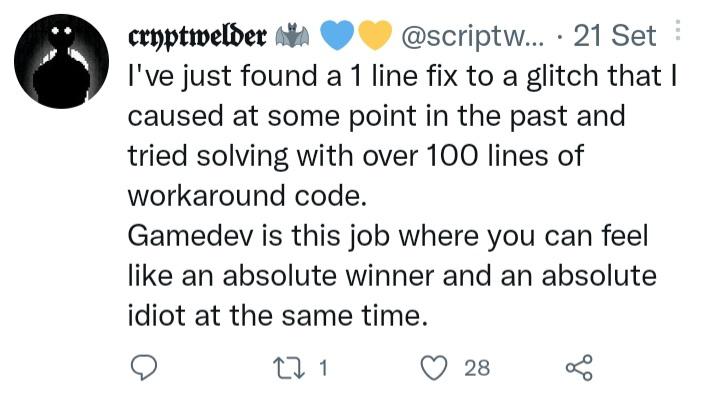 cryptwelder 🦇 💙💛 @scriptw... · 21 Set
I've just found a 1 line fix to a glitch that I
caused at some point in the past and
tried solving with over 100 lines of
workaround code.
Gamedev is this job where you can feel
like an absolute winner and an absolute
idiot at the same time.
1 28